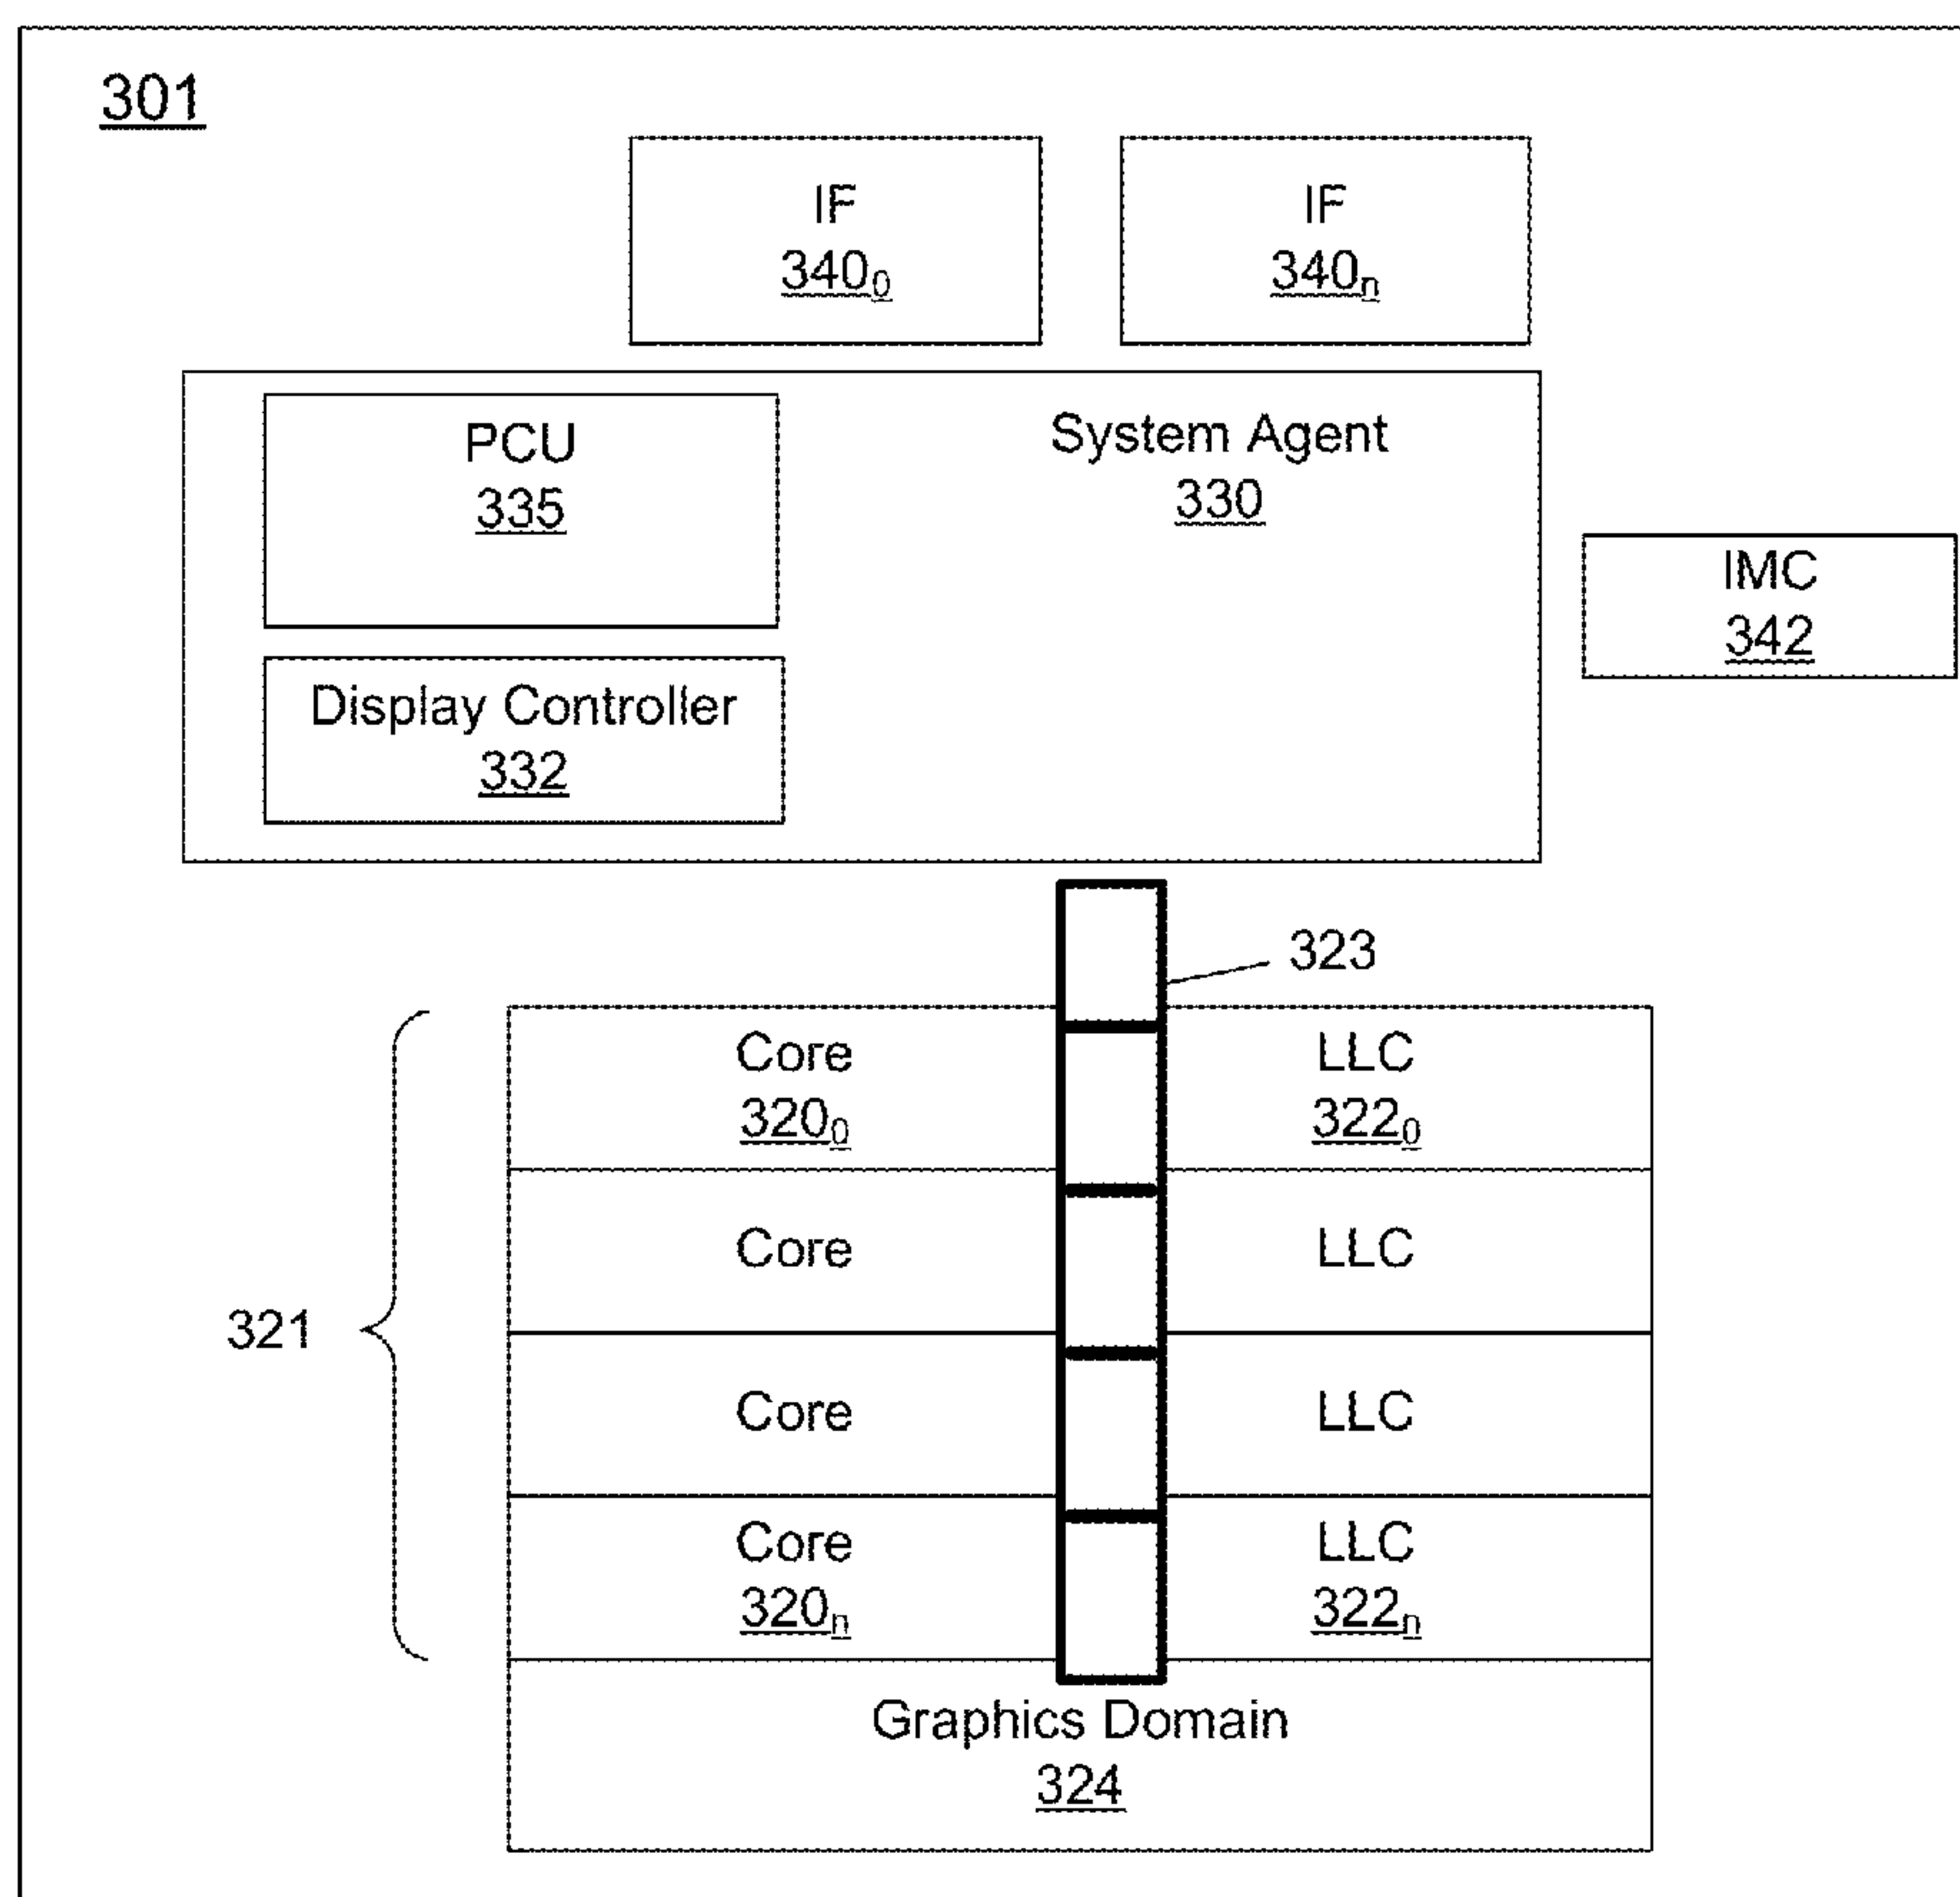 301
IF
340₀
IF
340ₙ
PCU
335
System Agent
330
IMC
342
Display Controller
332
323
Core
320₀
LLC
322₀
Core
LLC
321
Core
LLC
Core
320ₙ
LLC
322ₙ
Graphics Domain
324